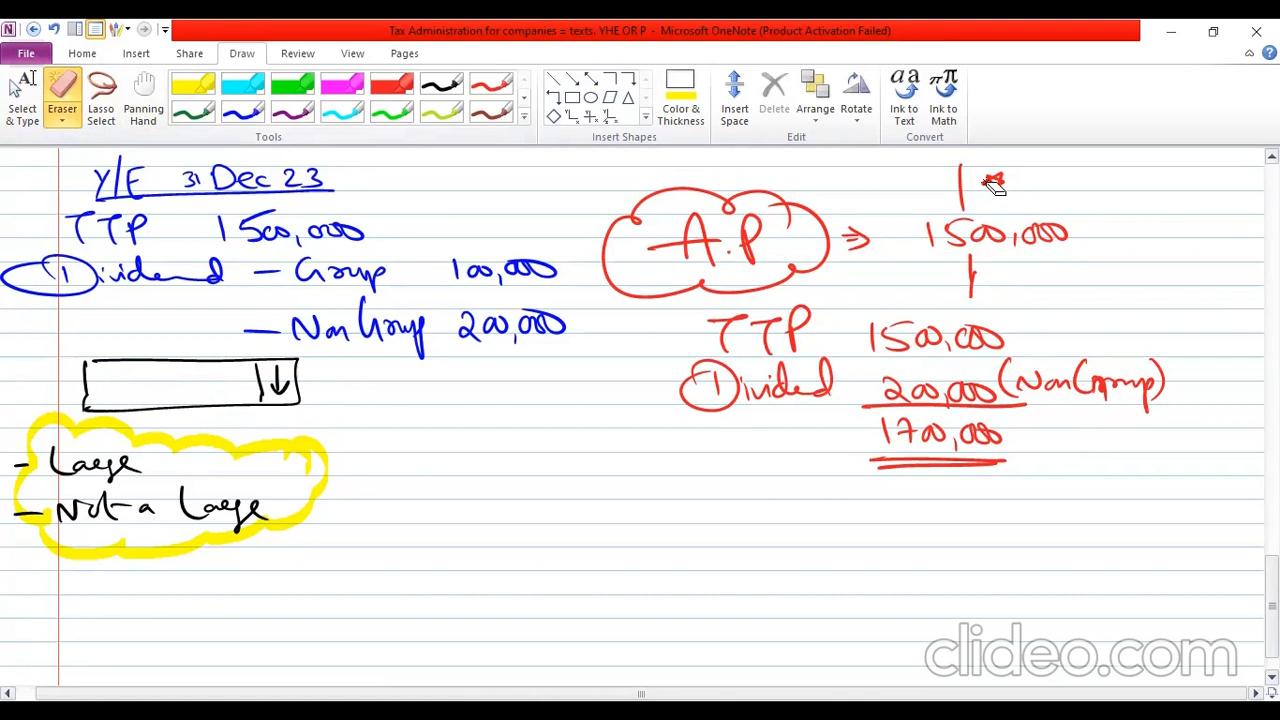 Tax Administration for companies = texts. YHE OR P - Microsoft OneNote (Product Activation Failed)
File Home Insert Share Draw Review View Pages
Select & Type
Eraser
Lasso Select
Panning Hand
Color & Thickness
Insert Space
Delete
Arrange
Rotate
Ink to Text
Ink to Math
Tools
Insert Shapes
Edit
Convert
Y/E 31 Dec 23
TTP 1500,000
Dividend - Group 100,000
- Non Group 200,000
- Large
- Not a Large
A.P ⇒ 1500,000
TTP 1500,000
Divided 200,000 (Non Group)
1700,000
clideo.com